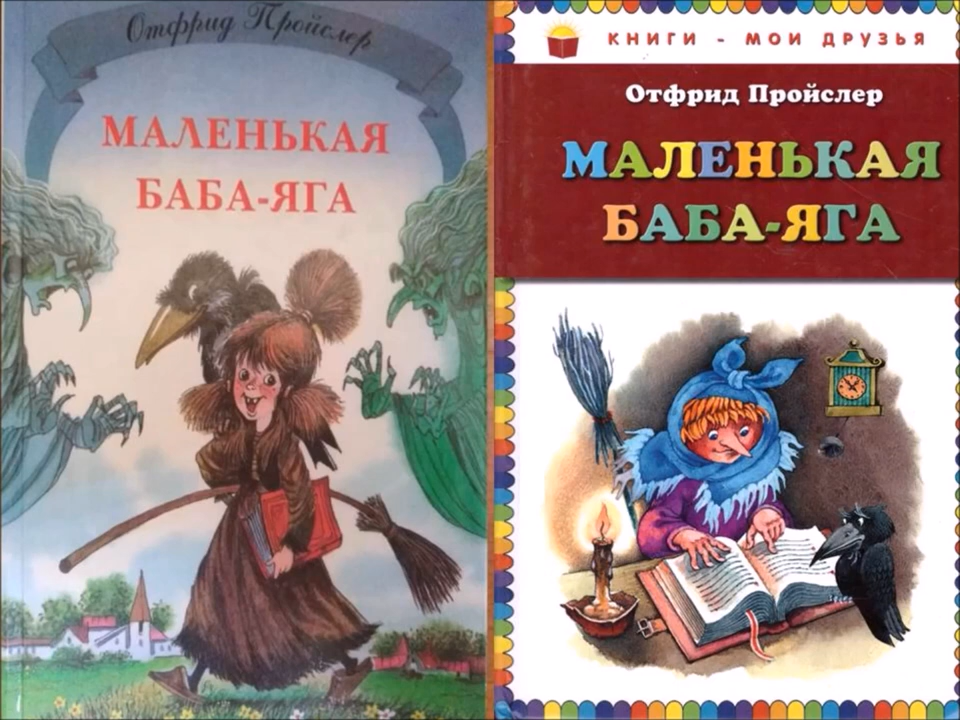 Отфрид Пройслер
МАЛЕНЬКАЯ
БАБА-ЯГА
КНИГИ - МОИ ДРУЗЬЯ
Отфрид Пройслер
МАЛЕНЬКАЯ
БАБА-ЯГА